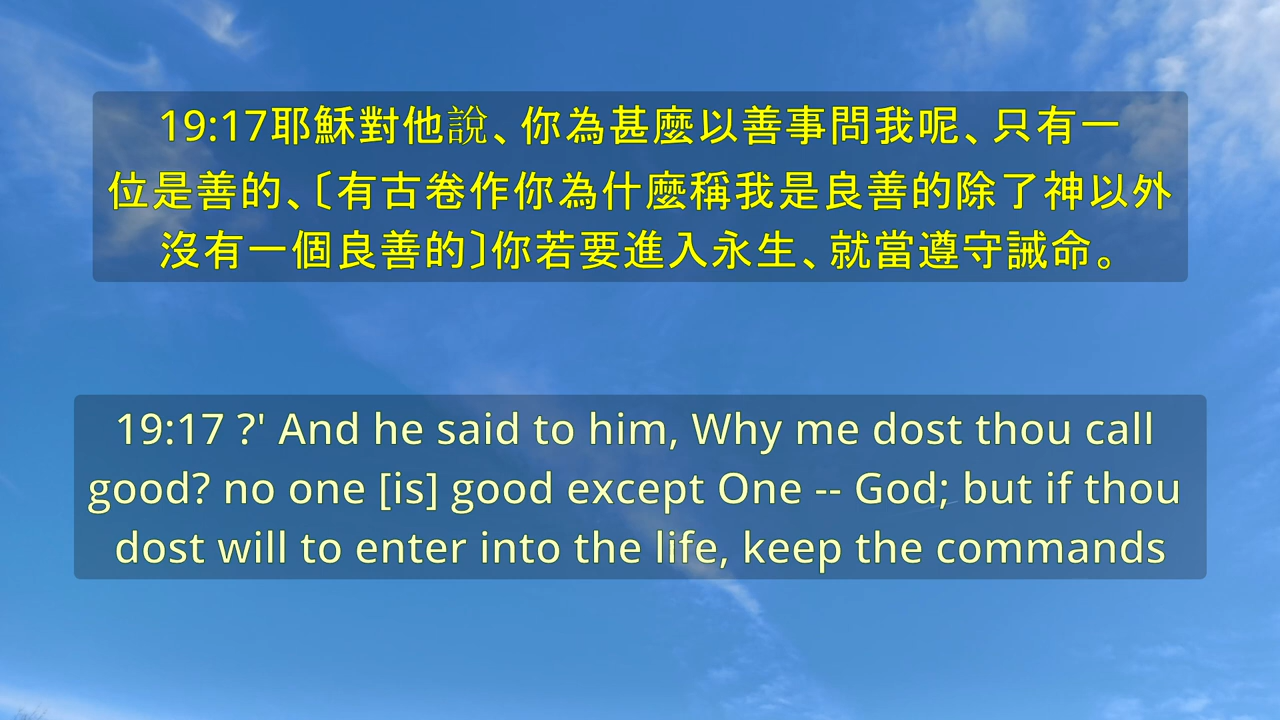 19:17耶穌對他說、你為甚麼以善事問我呢、只有一
位是善的、〔有古卷作你為什麼稱我是良善的除了神以外
沒有一個良善的〕你若要進入永生、就當遵守誡命。
19:17 ?' And he said to him, Why me dost thou call
good? no one [is] good except One -- God; but if thou
dost will to enter into the life, keep the commands